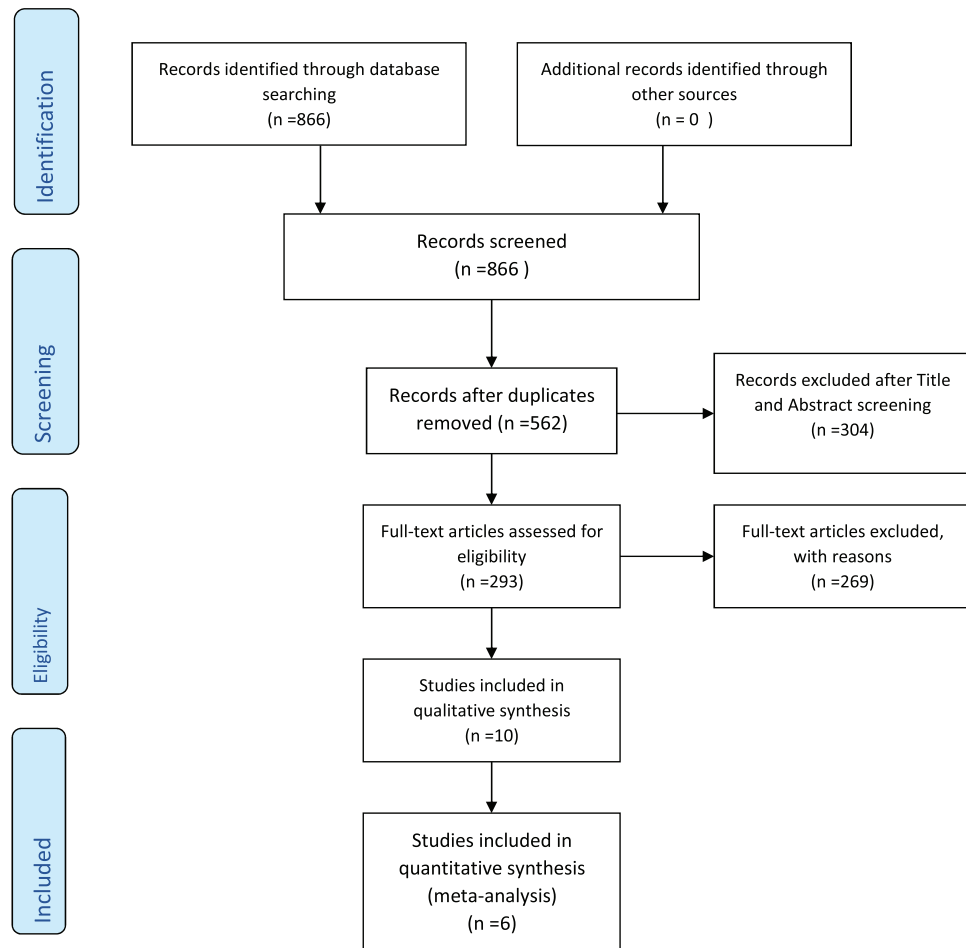 Identification
Records identified through database
searching
(n =866)
Additional records identified through
other sources
(n = 0  )
Records screened
(n =866 )
Screening
Records after duplicates
removed (n =562)
Records excluded after Title
and Abstract screening
(n =304)
Eligibility
Full-text articles assessed for
eligibility
(n =293)
Full-text articles excluded,
with reasons
(n =269)
Studies included in
qualitative synthesis
(n =10)
Included
Studies included in
quantitative synthesis
(meta-analysis)
(n =6)